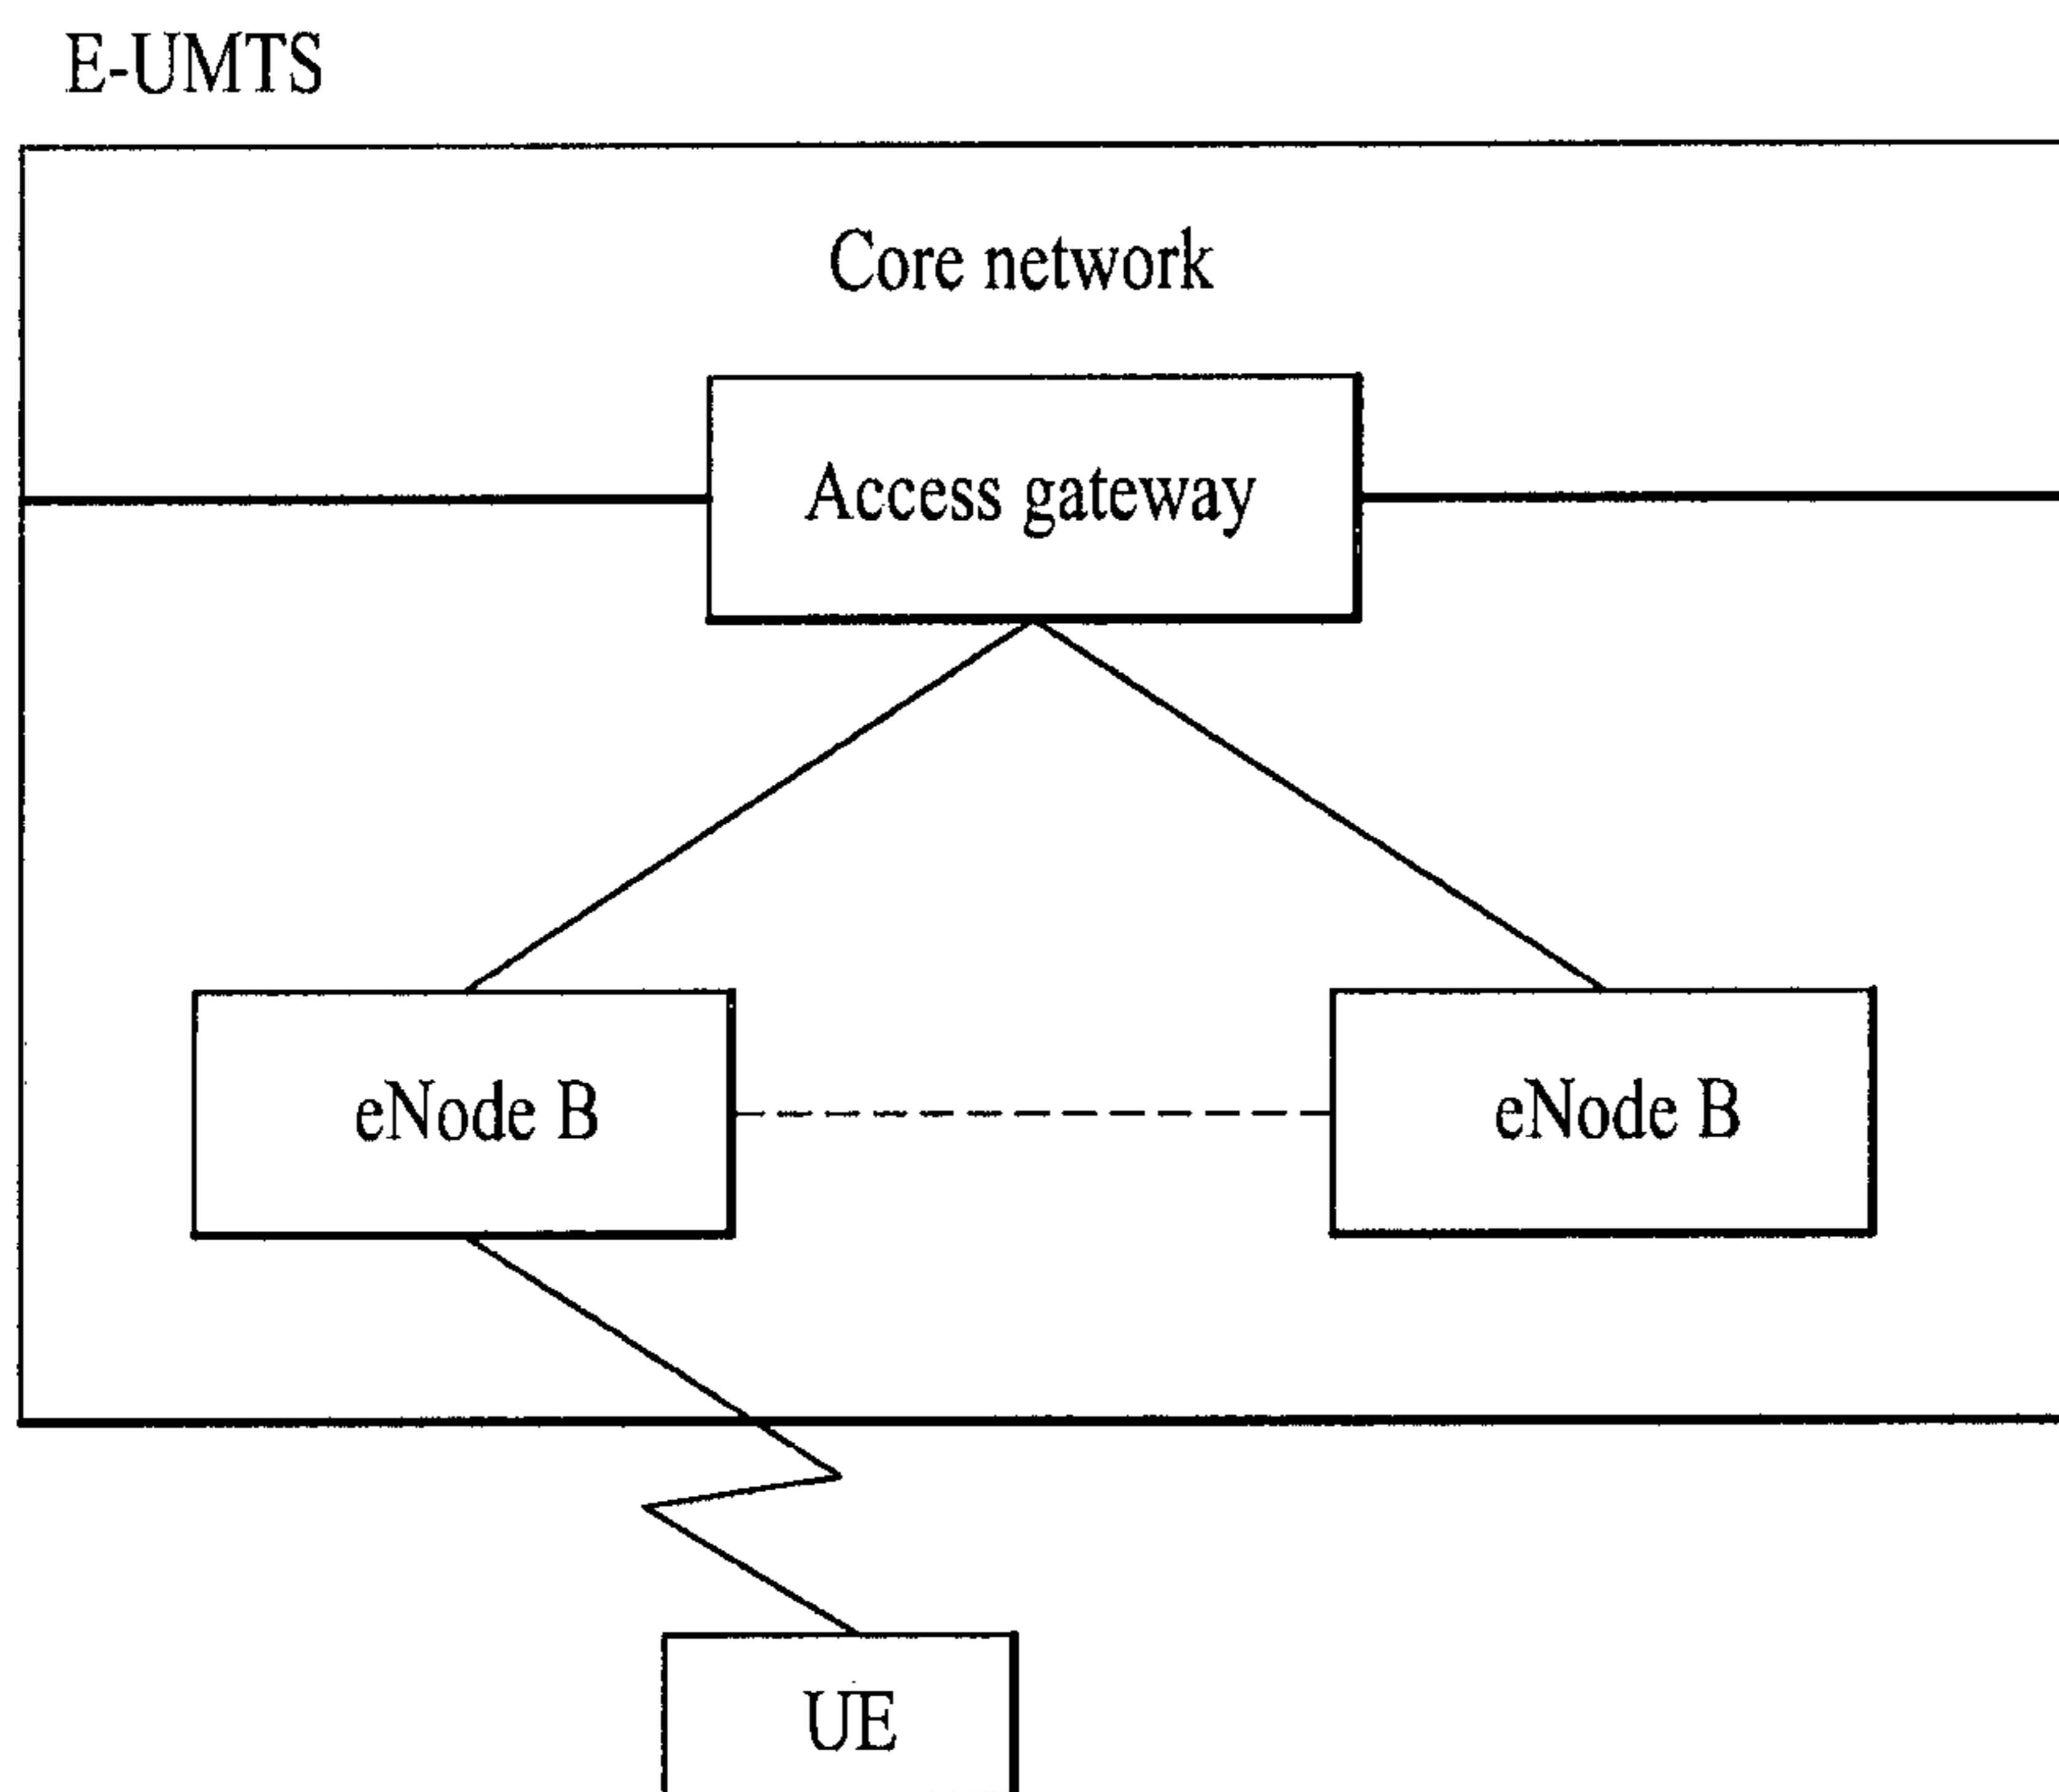 E-UMTS
Core network
Access gateway
eNode B
eNode B
UE